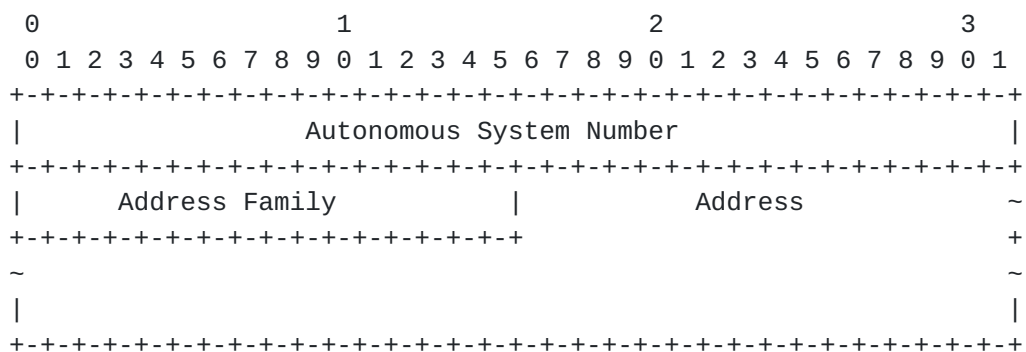 0                   1                   2                   3
 0 1 2 3 4 5 6 7 8 9 0 1 2 3 4 5 6 7 8 9 0 1 2 3 4 5 6 7 8 9 0 1
+-+-+-+-+-+-+-+-+-+-+-+-+-+-+-+-+-+-+-+-+-+-+-+-+-+-+-+-+-+-+-+-+
|                  Autonomous System Number                     |
+-+-+-+-+-+-+-+-+-+-+-+-+-+-+-+-+-+-+-+-+-+-+-+-+-+-+-+-+-+-+-+-+
|      Address Family           |           Address             ~
+-+-+-+-+-+-+-+-+-+-+-+-+-+-+-+-+                               +
~                                                               ~
|                                                               |
+-+-+-+-+-+-+-+-+-+-+-+-+-+-+-+-+-+-+-+-+-+-+-+-+-+-+-+-+-+-+-+-+